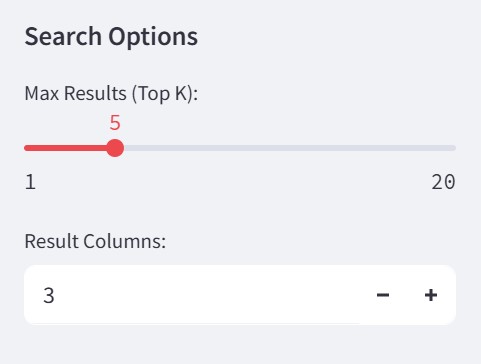 Search Options
Max Results (Top K):
5
1 20
Result Columns:
3 − +